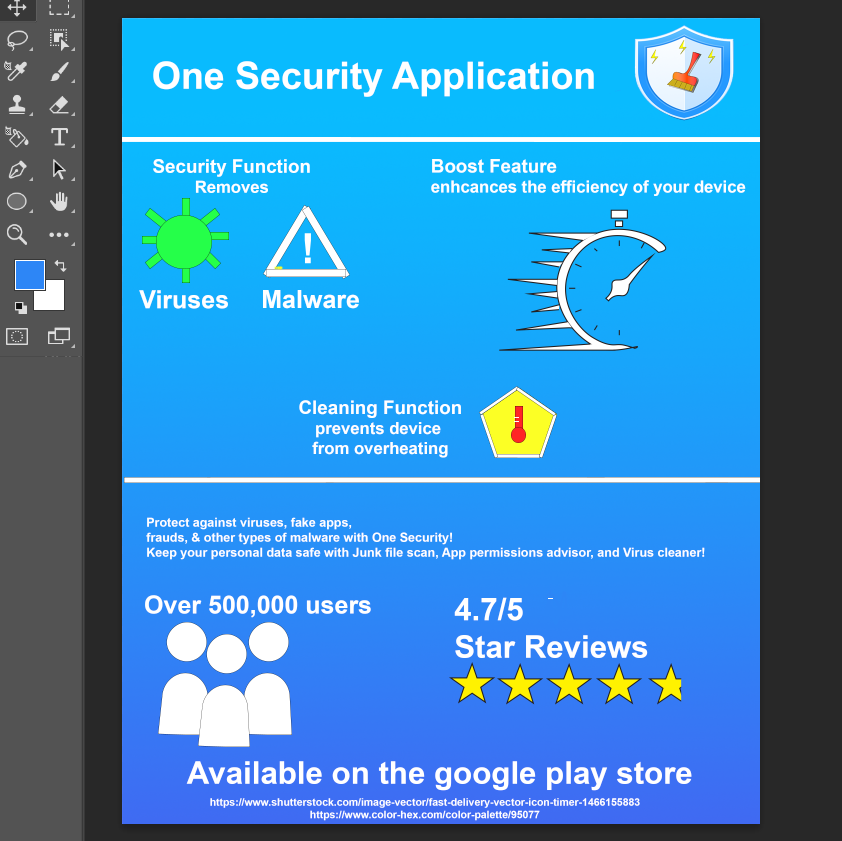 One Security Application
Security Function
Removes
Viruses
Malware
Boost Feature
enhcances the efficiency of your device
Cleaning Function
prevents device
from overheating
Protect against viruses, fake apps,
frauds, & other types of malware with One Security!
Keep your personal data safe with Junk file scan, App permissions advisor, and Virus cleaner!
Over 500,000 users
4.7/5
Star Reviews
Available on the google play store
https://www.shutterstock.com/image-vector/fast-delivery-vector-icon-timer-1466155883
https://www.color-hex.com/color-palette/95077